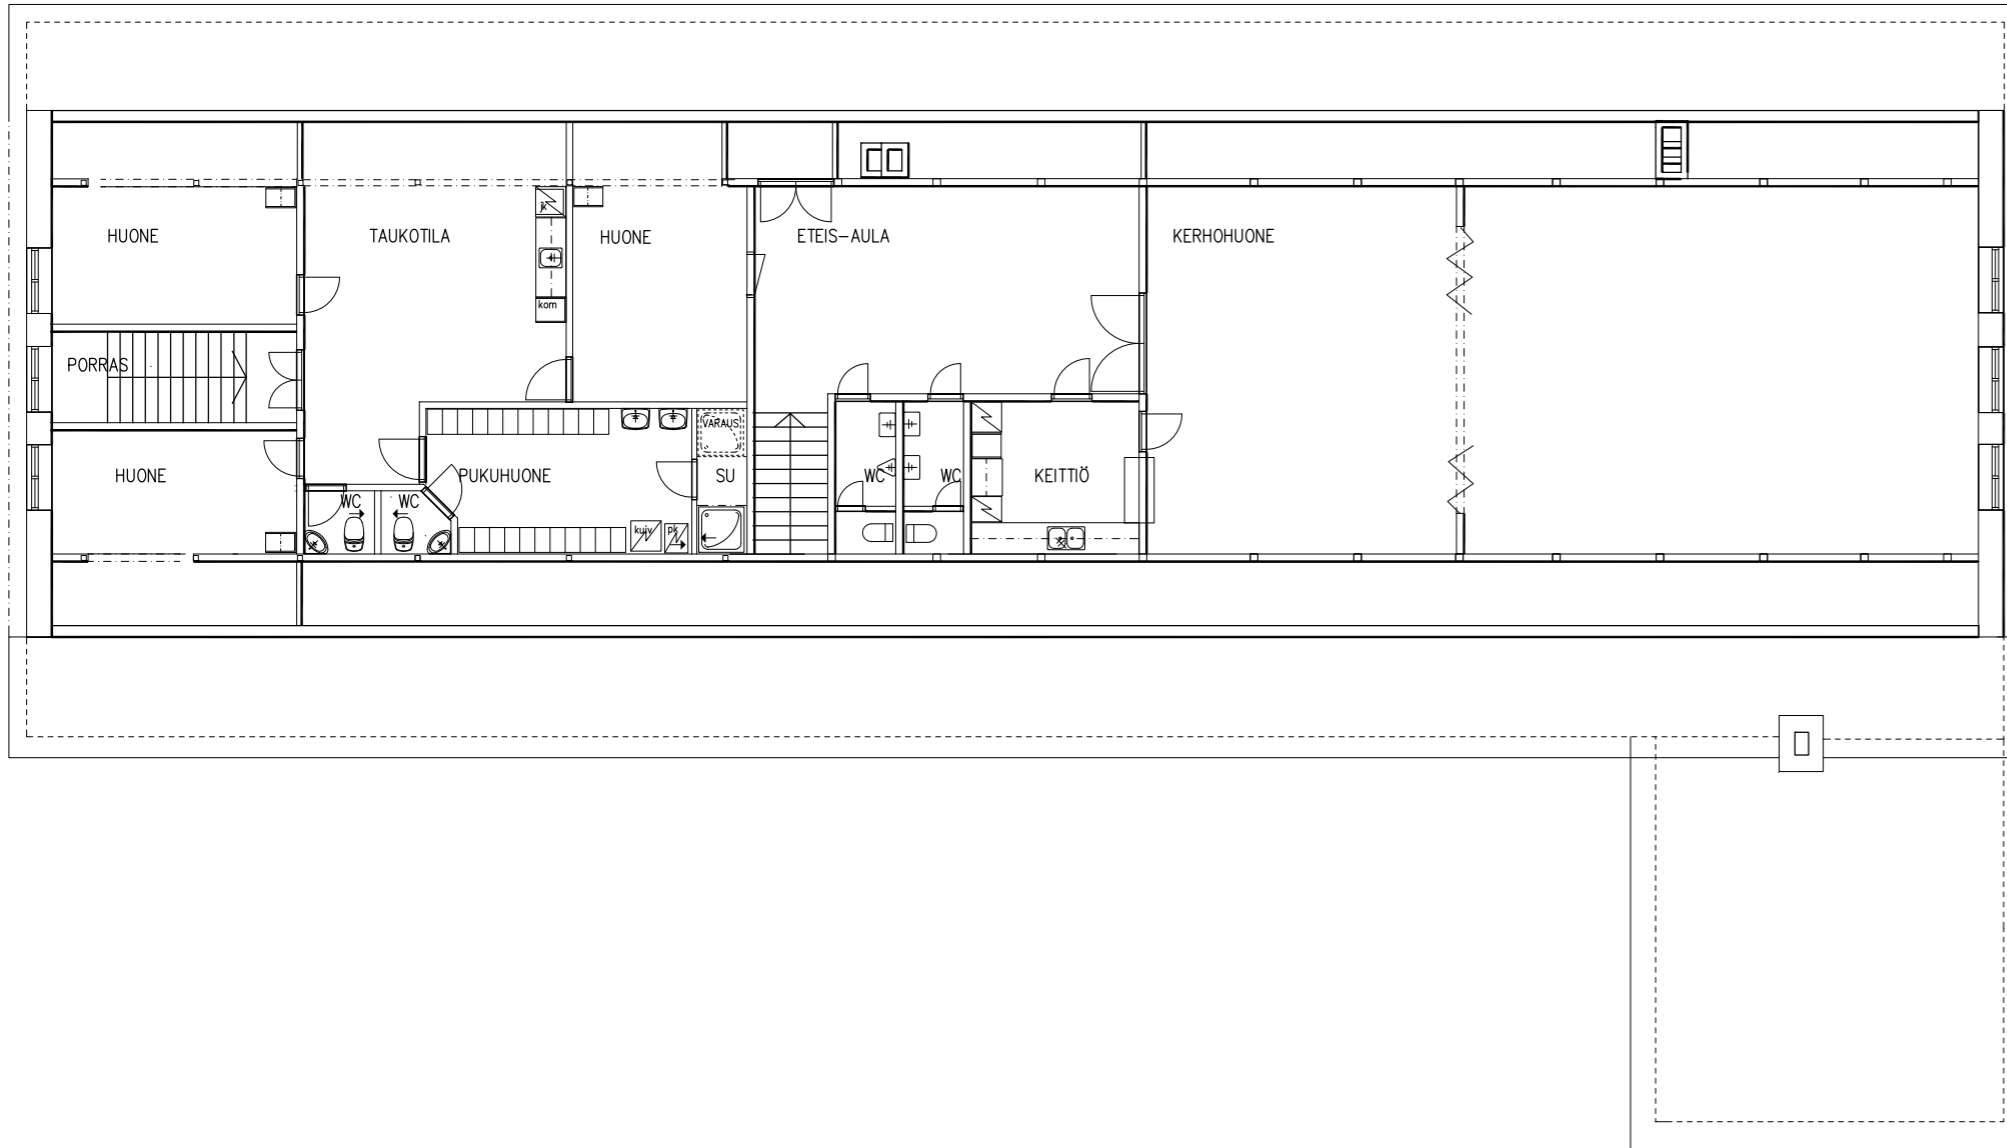 HUONE
TAUKOTILA
jk
HUONE
ETEIS-AULA
KERHOHUONE
kom
PORRAS
VARAUS
HUONE
PUKUHUONE
SU
WC
WC
KEITTIÖ
WC
WC
kuiv
pk